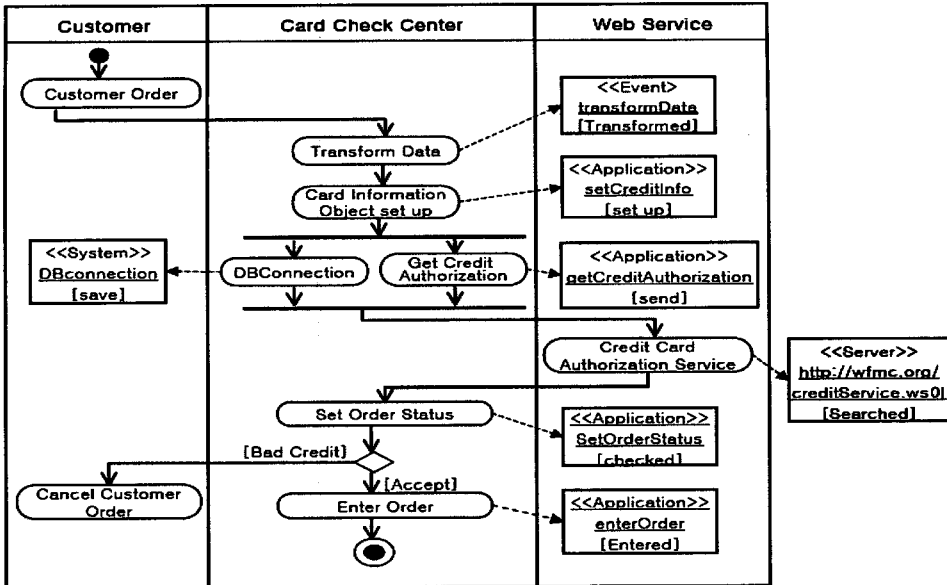 Customer
Card Check Center
Web Service
Customer Order
<<Event>
transformData
[Transformed]
Transform Data
Card Information
Object set up
<<Application>>
setCreditInfo
[set up]
<<System>>
DBconnection
[save]
DBConnection
Get Credit
Authorization
<<Application>>
getCreditAuthorization
[send]
Credit Card
Authorization Service
<<Server>>
http://wfmc.org/
creditService.ws0l
[Searched]
Set Order Status
<<Application>>
SetOrderStatus
[checked]
[Bad Credit]
[Accept]
Cancel Customer
Order
Enter Order
<<Application>>
enterOrder
[Entered]